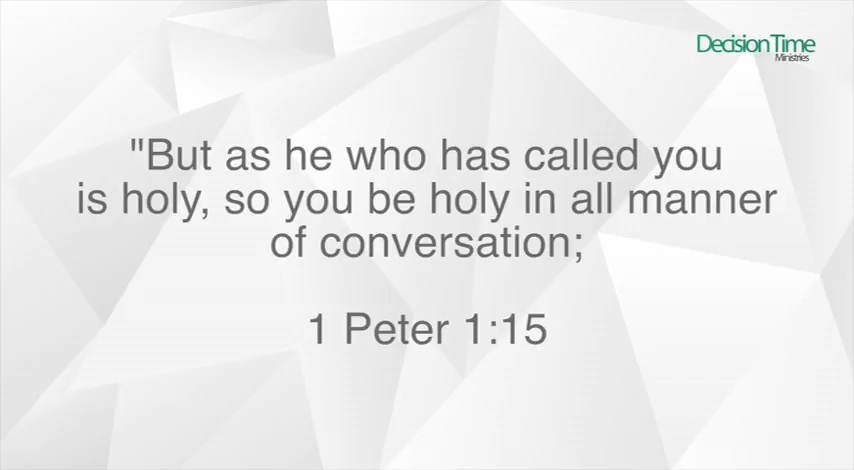 DecisionTime
Ministries
"But as he who has called you
is holy, so you be holy in all manner
of conversation;
1 Peter 1:15